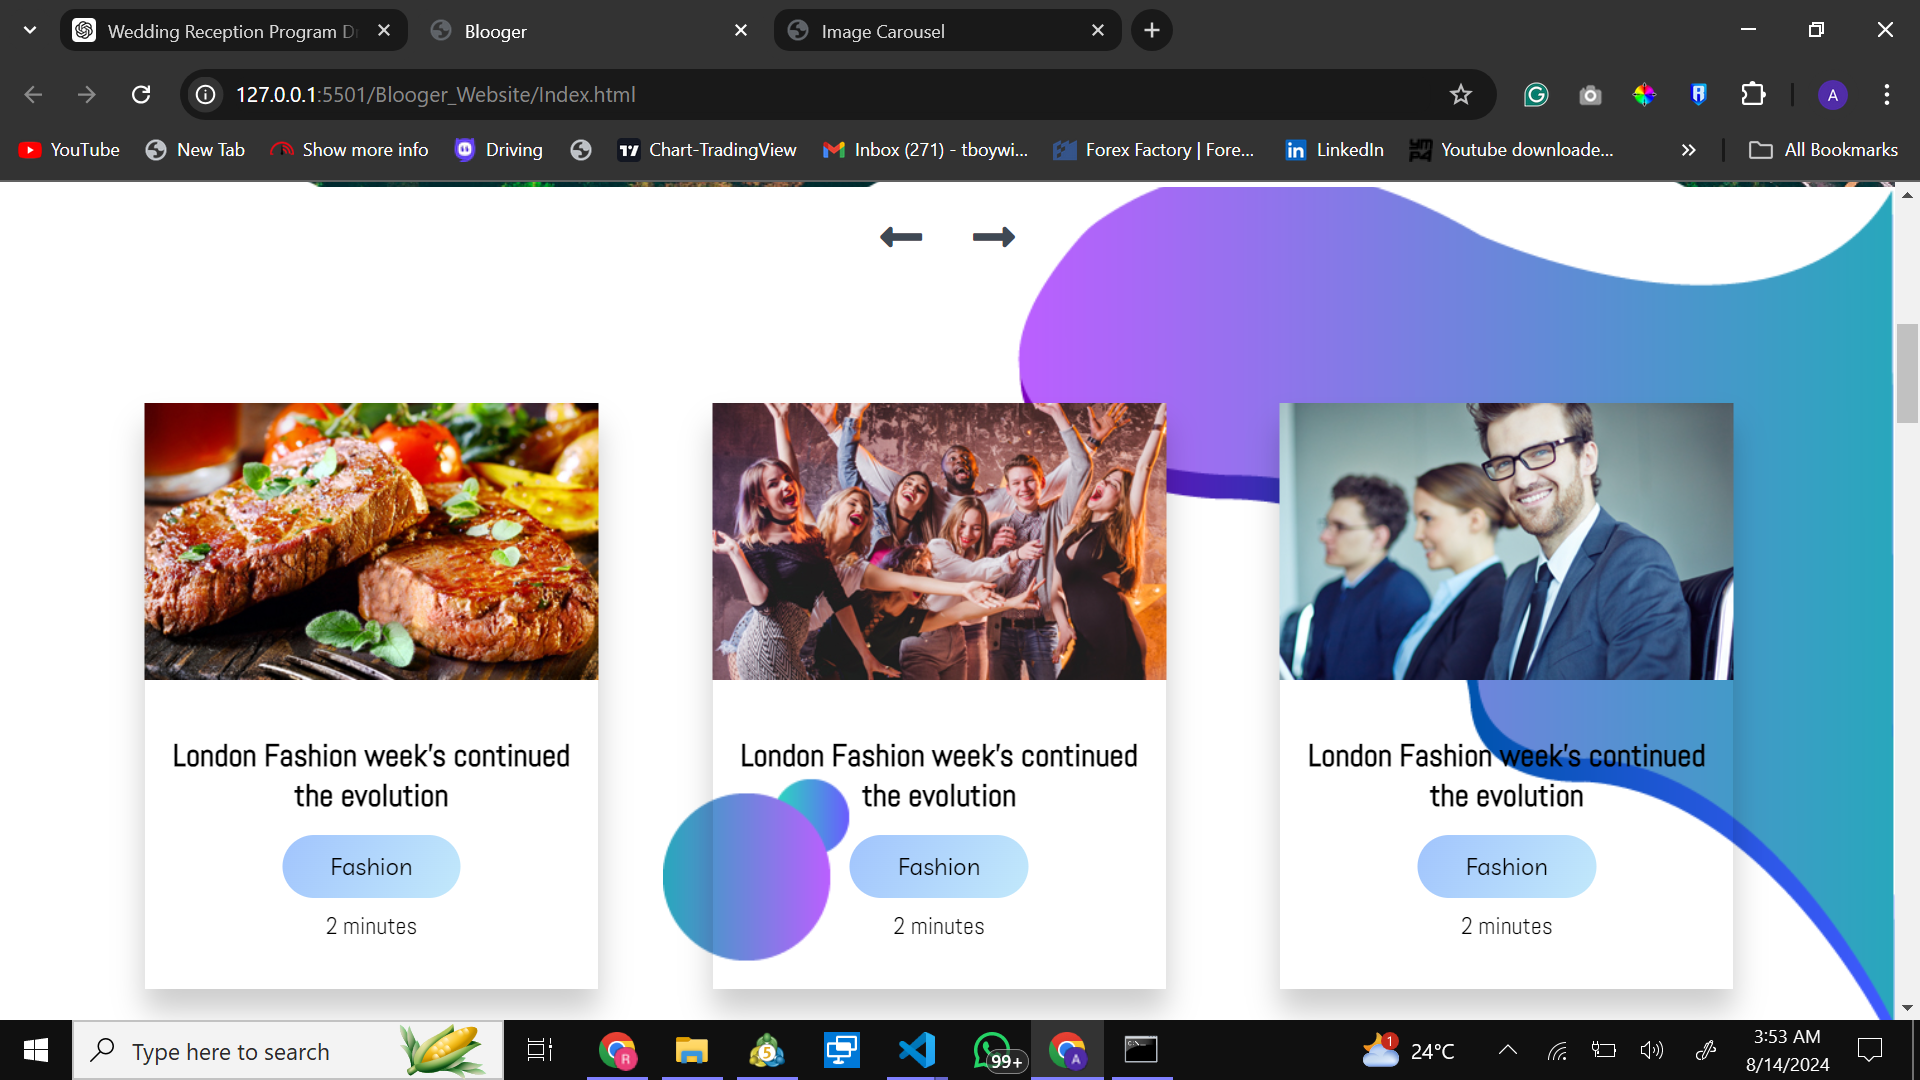 Wedding Reception Program Dr
Blooger
Image Carousel
127.0.0.1:5501/Blooger_Website/Index.html
A
YouTube
New Tab
Show more info
Driving
Chart-TradingView
Inbox (271) - tboywi...
Forex Factory | Fore...
LinkedIn
Youtube downloade...
All Bookmarks
London Fashion week's continued
the evolution
Fashion
2 minutes
London Fashion week's continued
the evolution
Fashion
2 minutes
London Fashion week's continued
the evolution
Fashion
2 minutes
Type here to search
R
5
99+
A
1
24°C
3:53 AM
8/14/2024